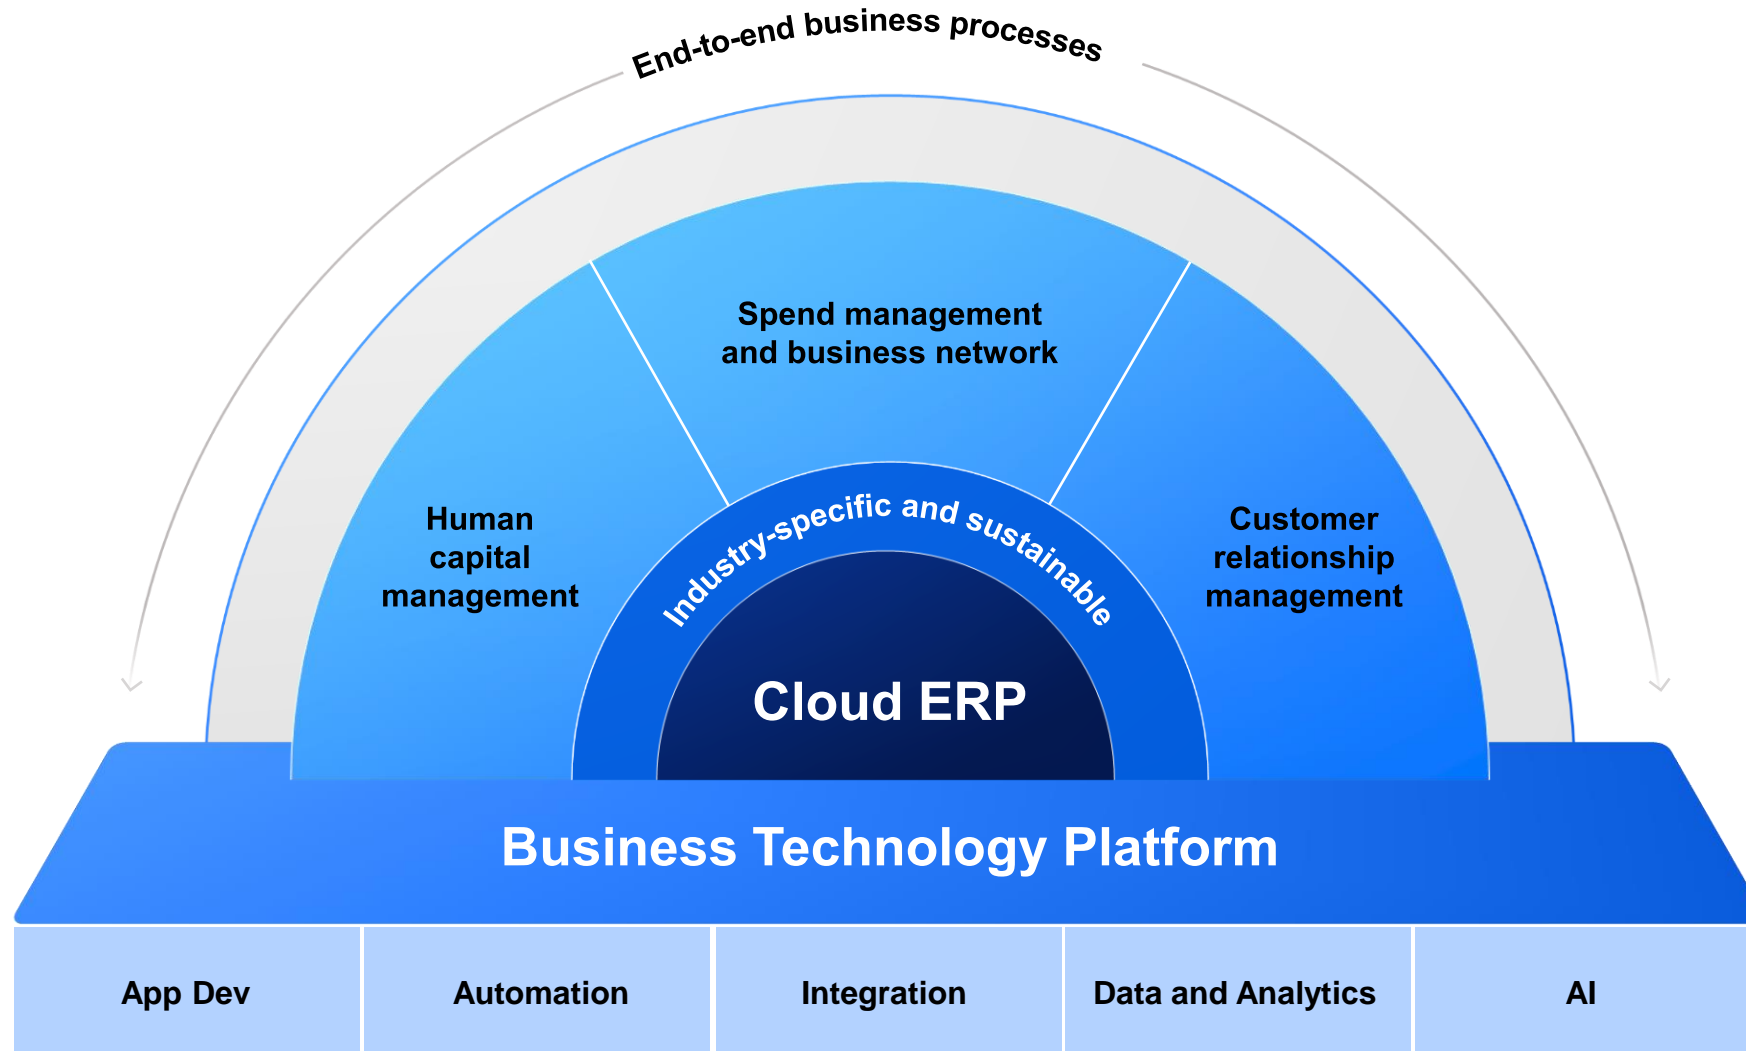 End-to-end business processes
Spend management
and business network
Human
capital
management
Customer
relationship
management
Industry-specific and sustainable
Cloud ERP
Business Technology Platform
App Dev
Automation
Integration
Data and Analytics
AI